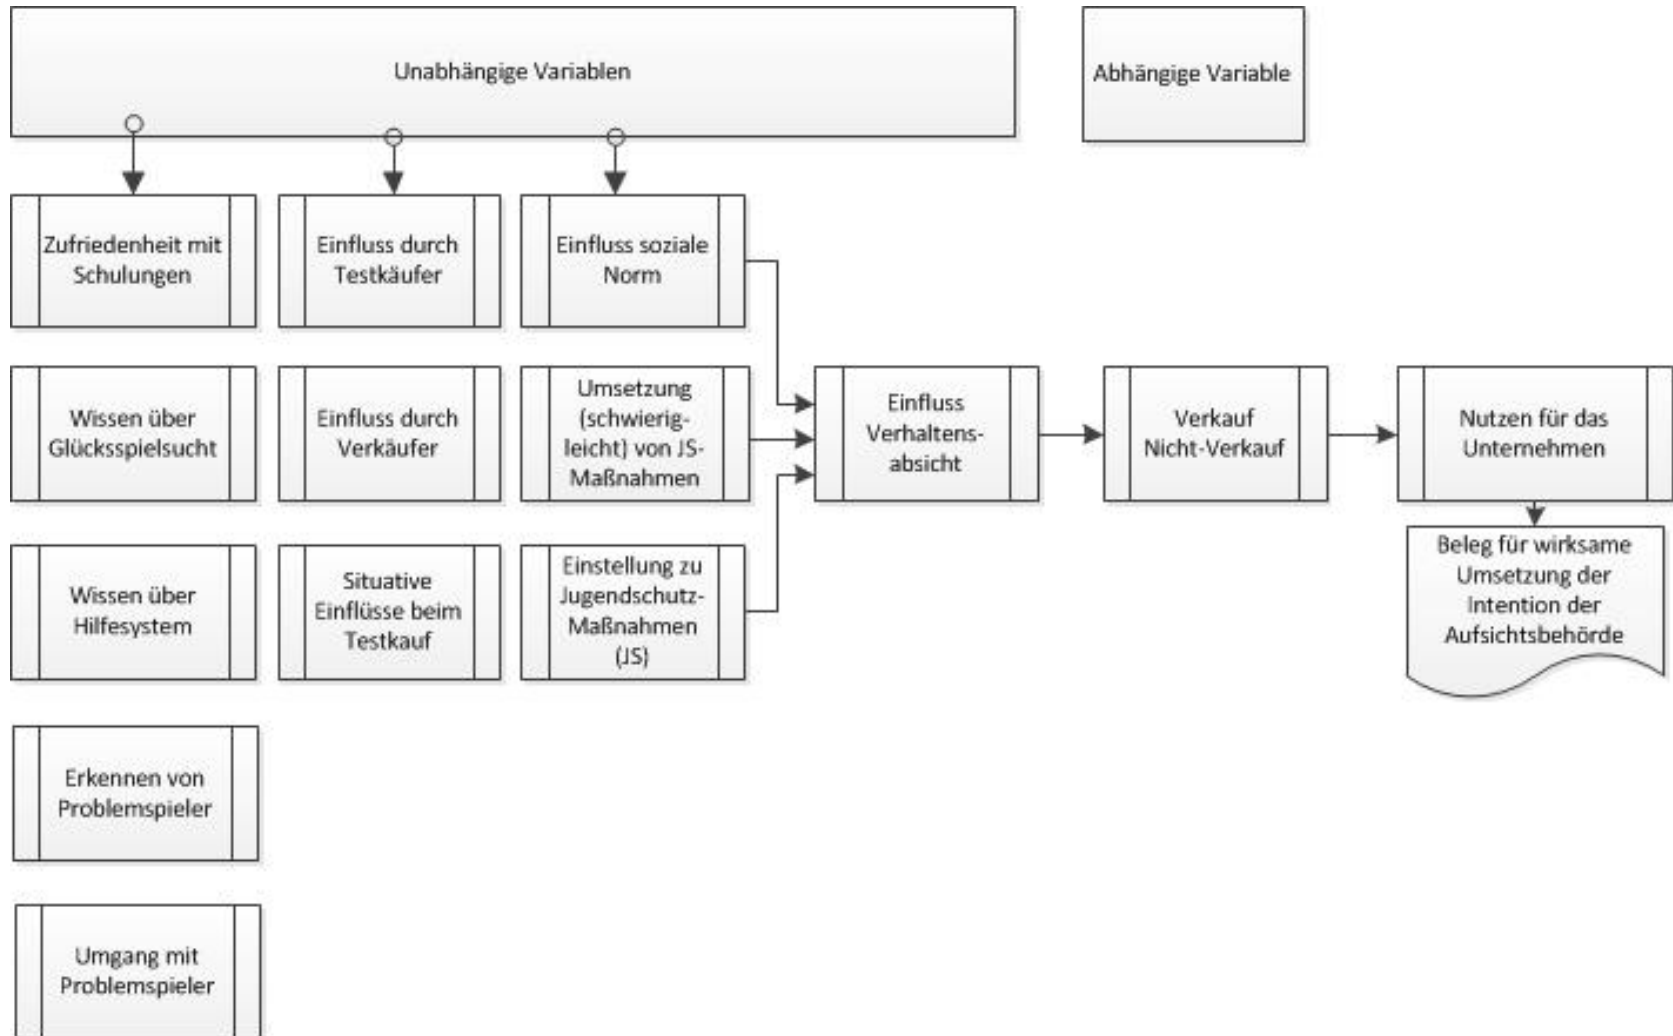 Unabhängige Variablen
Abhängige Variable
Zufriedenheit mit
Schulungen
Einfluss durch
Testkäufer
Einfluss soziale
Norm
Wissen über
Glücksspielsucht
Einfluss durch
Verkäufer
Umsetzung
(schwierig-
leicht) von JS-
Maßnahmen
Einfluss
Verhaltens-
absicht
Verkauf
Nicht-Verkauf
Nutzen für das
Unternehmen
Wissen über
Hilfesystem
Situative
Einflüsse beim
Testkauf
Einstellung zu
Jugendschutz-
Maßnahmen
(JS)
Beleg für wirksame
Umsetzung der
Intention der
Aufsichtsbehörde
Erkennen von
Problemspieler
Umgang mit
Problemspieler